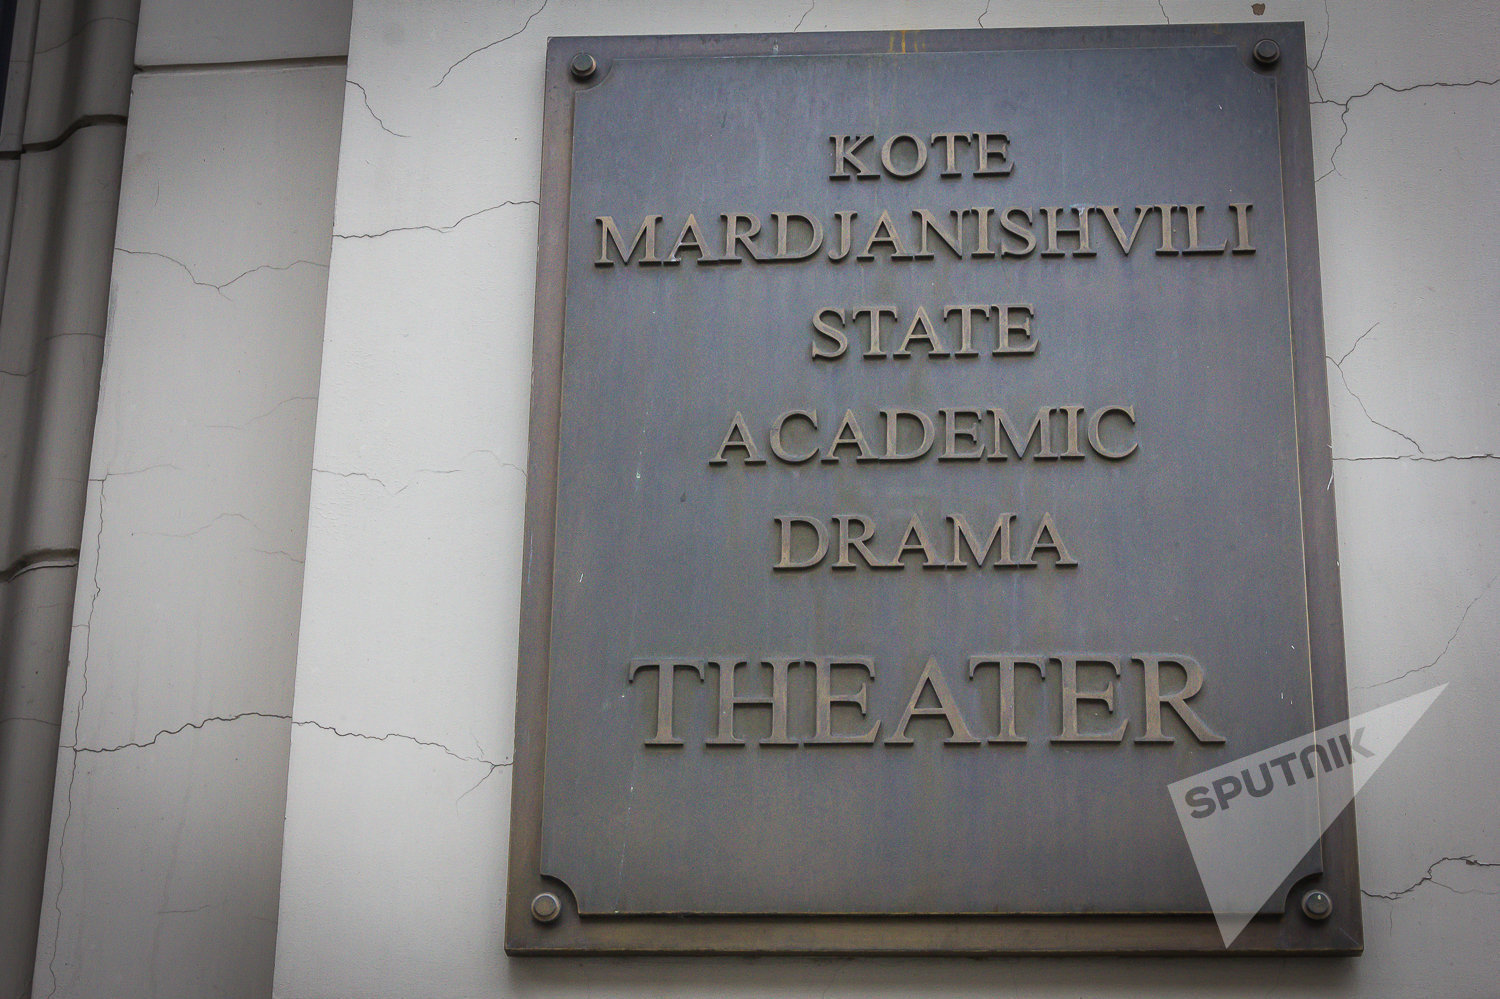 KOTE
MARDJANISHVILI
STATE
ACADEMIC
DRAMA
THEATER
SPUTNIK